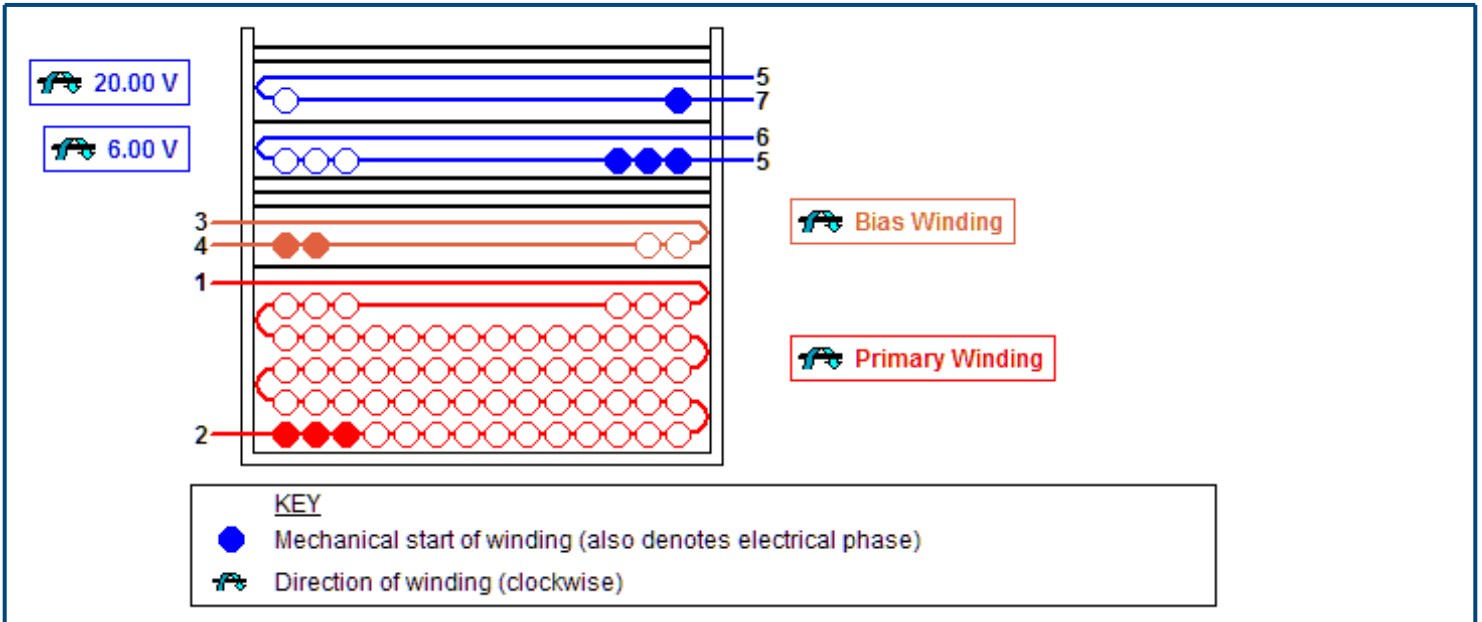 20.00 V
5
7
6.00 V
6
5
3
4
Bias Winding
1
Primary Winding
2
KEY
Mechanical start of winding (also denotes electrical phase)
Direction of winding (clockwise)